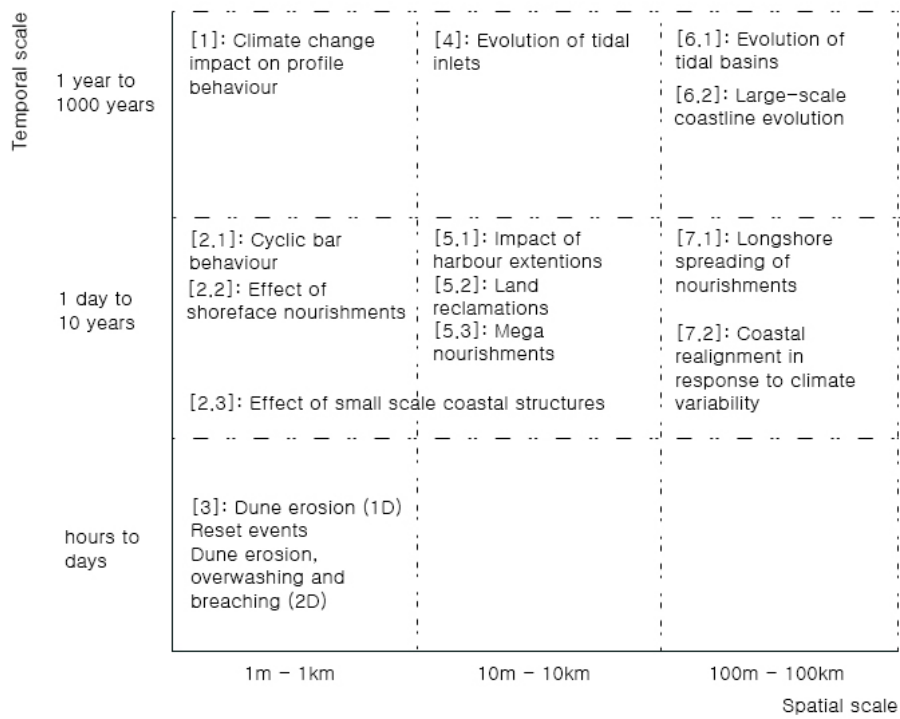 Temporal scale
1 year to
1000 years
[1]: Climate change
impact on profile
behaviour
[4]: Evolution of tidal
inlets
[6.1]: Evolution of
tidal basins
[6.2]: Large-scale
coastline evolution
1 day to
10 years
[2.1]: Cyclic bar
behaviour
[2.2]: Effect of
shoreface nourishments
[2.3]: Effect of small scale coastal structures
[5.1]: Impact of
harbour extentions
[5.2]: Land
reclamations
[5.3]: Mega
nourishments
[7.1]: Longshore
spreading of
nourishments
[7.2]: Coastal
realignment in
response to climate
variability
hours to
days
[3]: Dune erosion (1D)
Reset events
Dune erosion,
overwashing and
breaching (2D)
1m - 1km
10m - 10km
100m - 100km
Spatial scale